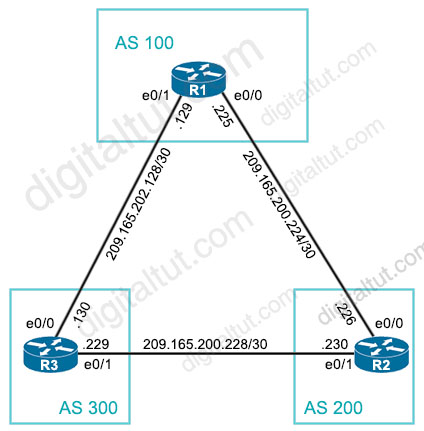 AS 100
e0/1
R1
e0/0
.129
.225
209.165.202.128/30
209.165.200.224/30
.130
.226
e0/0
e0/0
.229
209.165.200.228/30
.230
R3
e0/1
e0/1
R2
AS 300
AS 200
digitaltut.com
digitaltut.com
digitaltut.com
digitaltut.com
digitaltut.com